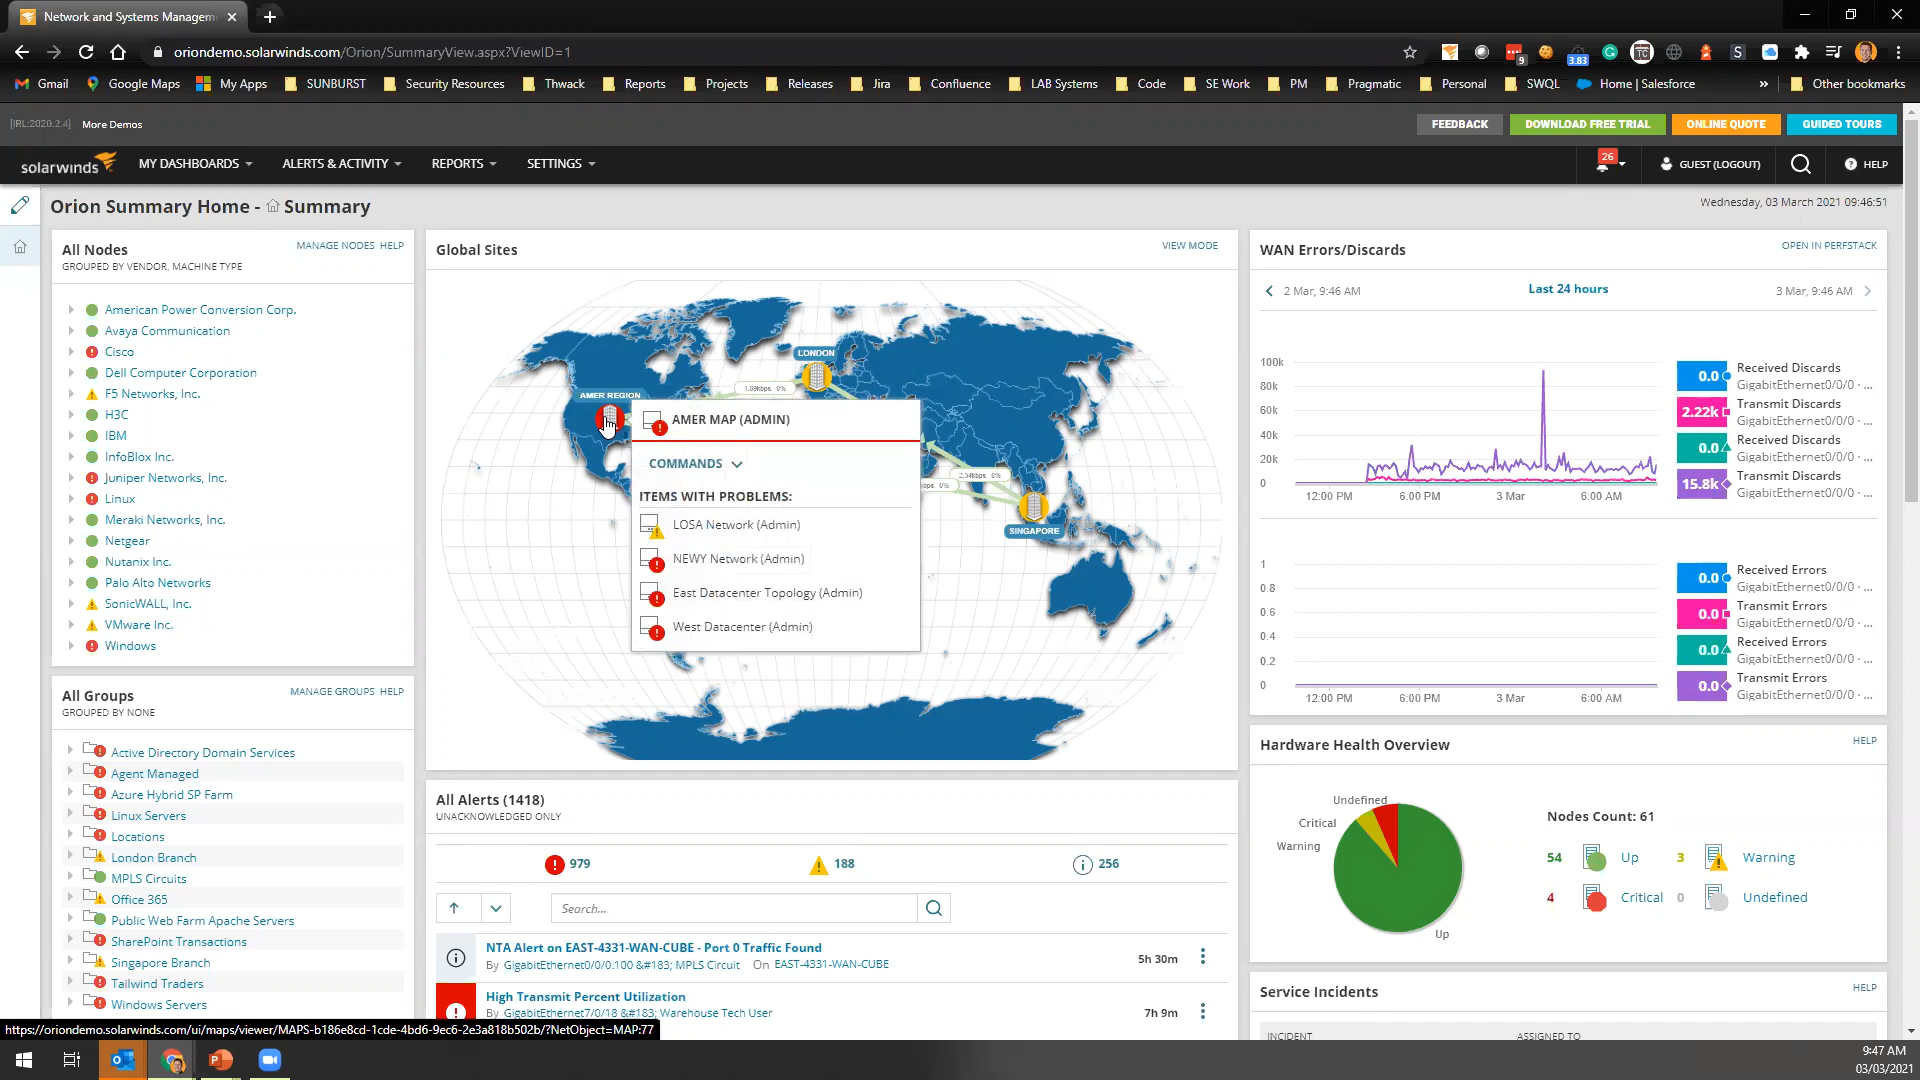 Network and Systems Managem
oriondemo.solarwinds.com/Orion/SummaryView.aspx?ViewID=1
9
3.83
TC
S
Gmail
Google Maps
My Apps
SUNBURST
Security Resources
Thwack
Reports
Projects
Releases
Jira
Confluence
LAB Systems
Code
SE Work
PM
Pragmatic
Personal
SWQL
Home | Salesforce
»
Other bookmarks
[IRL:2020.2.4]
More Demos
FEEDBACK
DOWNLOAD FREE TRIAL
ONLINE QUOTE
GUIDED TOURS
solarwinds
MY DASHBOARDS
ALERTS & ACTIVITY
REPORTS
SETTINGS
26
GUEST (LOGOUT)
HELP
Orion Summary Home - Summary
Wednesday, 03 March 2021 09:46:51
All Nodes
MANAGE NODES HELP
GROUPED BY VENDOR, MACHINE TYPE
American Power Conversion Corp.
Avaya Communication
Cisco
Dell Computer Corporation
F5 Networks, Inc.
H3C
IBM
InfoBlox Inc.
Juniper Networks, Inc.
Linux
Meraki Networks, Inc.
Netgear
Nutanix Inc.
Palo Alto Networks
SonicWALL, Inc.
VMware Inc.
Windows
All Groups
MANAGE GROUPS HELP
GROUPED BY NONE
Active Directory Domain Services
Agent Managed
Azure Hybrid SP Farm
Linux Servers
Locations
London Branch
MPLS Circuits
Office 365
Public Web Farm Apache Servers
SharePoint Transactions
Singapore Branch
Tailwind Traders
Windows Servers
Global Sites
VIEW MODE
LONDON
1.89kbps, 0%
AMER REGION
2.34kbps, 0%
kbps, 0%
SINGAPORE
AMER MAP (ADMIN)
COMMANDS
ITEMS WITH PROBLEMS:
LOSA Network (Admin)
NEWY Network (Admin)
East Datacenter Topology (Admin)
West Datacenter (Admin)
All Alerts (1418)
UNACKNOWLEDGED ONLY
979
188
256
Search...
NTA Alert on EAST-4331-WAN-CUBE - Port 0 Traffic Found
By GigabitEthernet0/0/0.100 &#183; MPLS Circuit On EAST-4331-WAN-CUBE
5h 30m
High Transmit Percent Utilization
By GigabitEthernet7/0/18 &#183; Warehouse Tech User
7h 9m
WAN Errors/Discards
OPEN IN PERFSTACK
2 Mar, 9:46 AM
Last 24 hours
3 Mar, 9:46 AM
100k
80k
60k
40k
20k
0
12:00 PM
6:00 PM
3 Mar
6:00 AM
0.0
Received Discards
GigabitEthernet0/0/0 · ...
2.22k
Transmit Discards
GigabitEthernet0/0/0 · ...
0.0
Received Discards
GigabitEthernet0/0/0 · ...
15.8k
Transmit Discards
GigabitEthernet0/0/0 · ...
1
0.8
0.6
0.4
0.2
0
12:00 PM
6:00 PM
3 Mar
6:00 AM
0.0
Received Errors
GigabitEthernet0/0/0 · ...
0.0
Transmit Errors
GigabitEthernet0/0/0 · ...
0.0
Received Errors
GigabitEthernet0/0/0 · ...
0.0
Transmit Errors
GigabitEthernet0/0/0 · ...
Hardware Health Overview
HELP
Undefined
Critical
Warning
Up
Nodes Count: 61
54 Up
3 Warning
4 Critical
0 Undefined
Service Incidents
HELP
INCIDENT
ASSIGNED TO
https://oriondemo.solarwinds.com/ui/maps/viewer/MAPS-b186e8cd-1cde-4bd6-9ec6-2e3a818b502b/?NetObject=MAP:77
9:47 AM
03/03/2021